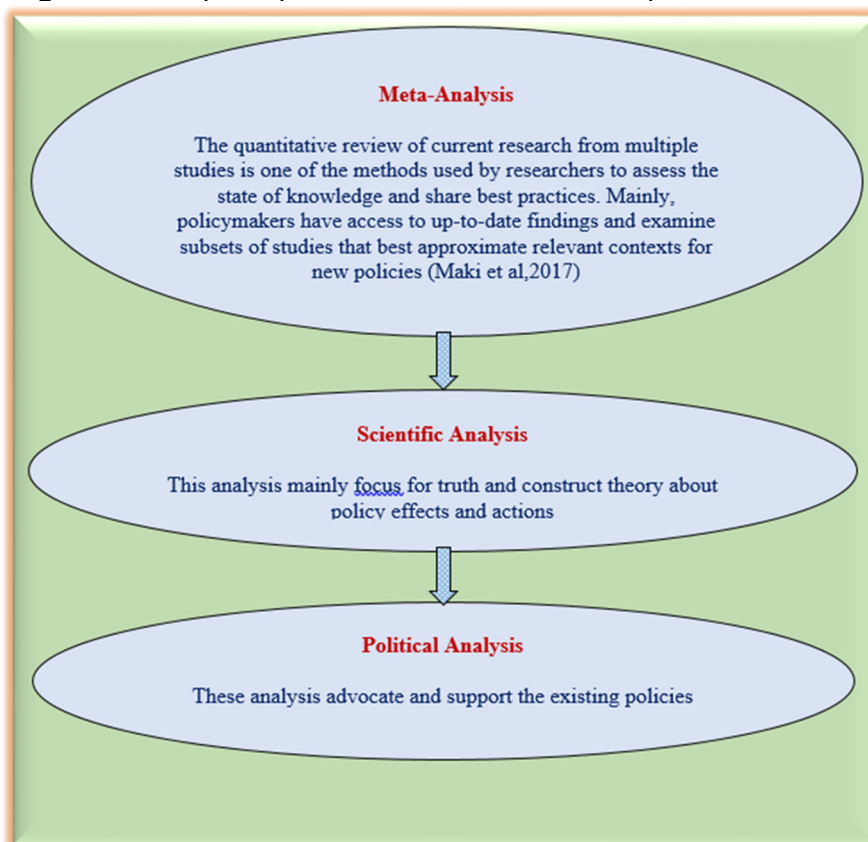 Meta-Analysis
The quantitative review of current research from multiple
studies is one of the methods used by researchers to assess the
state of knowledge and share best practices. Mainly,
policymakers have access to up-to-date findings and examine
subsets of studies that best approximate relevant contexts for
new policies (Maki et al,2017)
Scientific Analysis
This analysis mainly focus for truth and construct theory about
policy effects and actions
Political Analysis
These analysis advocate and support the existing policies